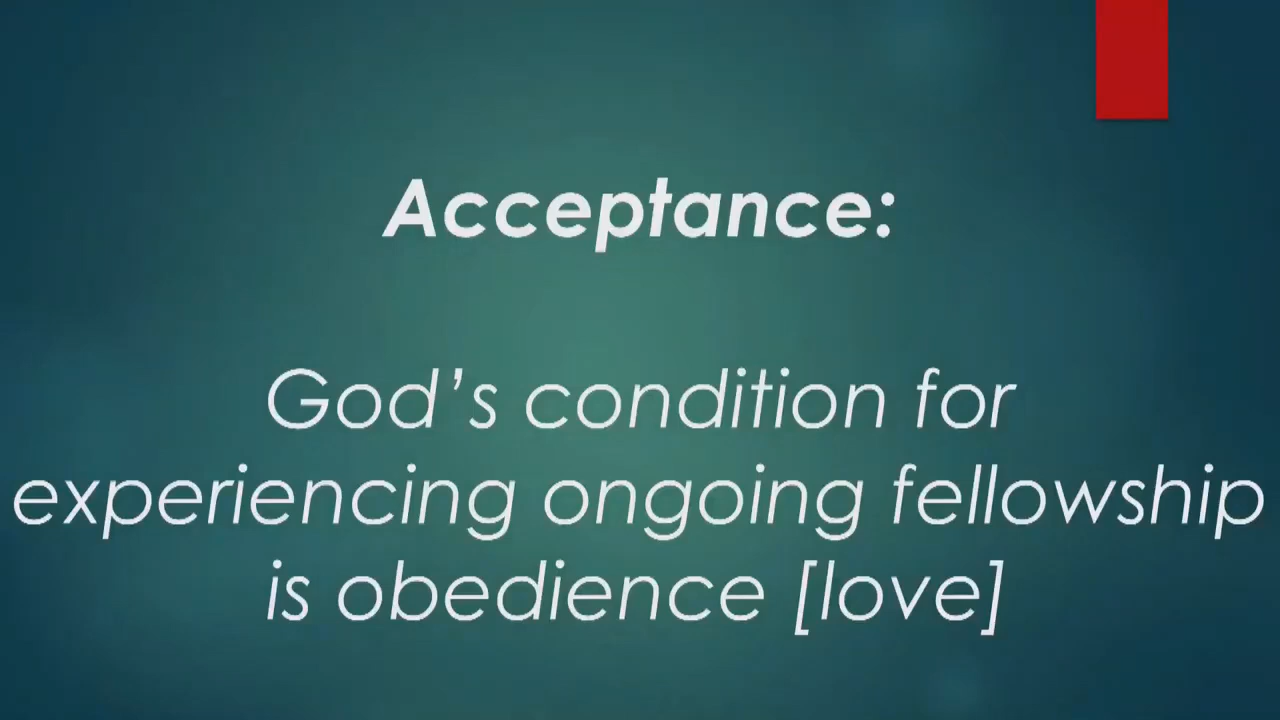 Acceptance:
God’s condition for
experiencing ongoing fellowship
is obedience [love]